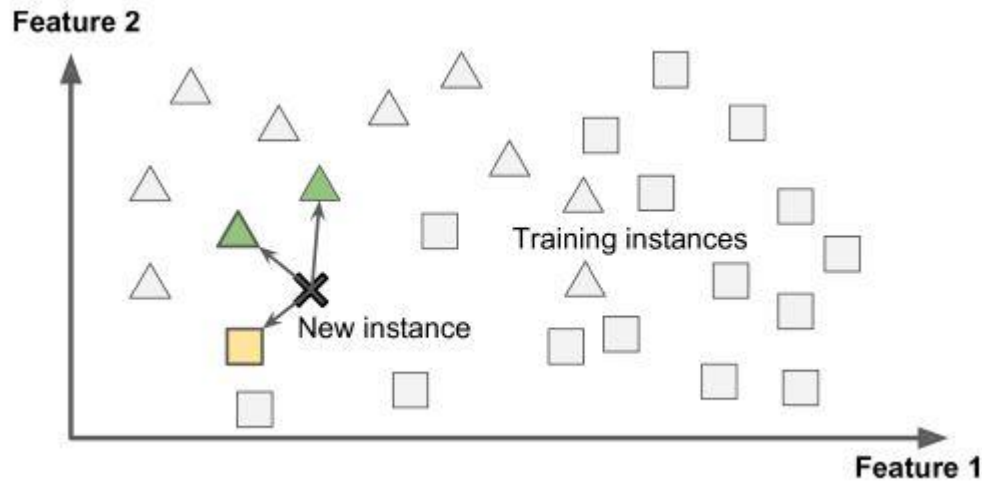 Feature 2
Training instances
New instance
Feature 1